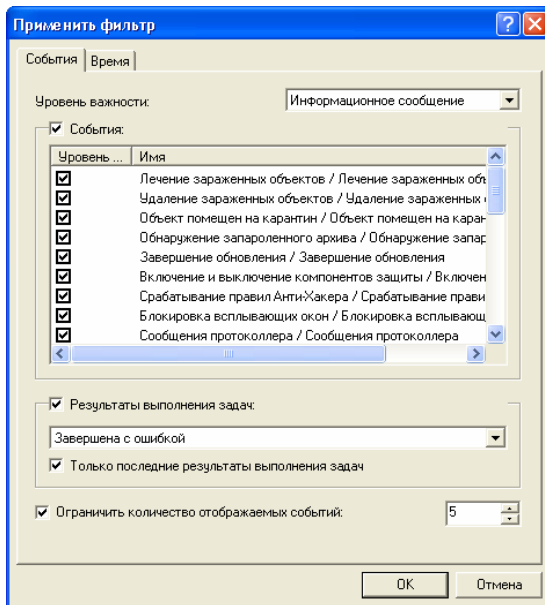 Применить фильтр
События Время
Уровень важности: Информационное сообщение
События:
Уровень ... Имя
Лечение зараженных объектов / Лечение зараженных объ
Удаление зараженных объектов / Удаление зараженных
Объект помещен на карантин / Объект помещен на каран
Обнаружение запароленного архива / Обнаружение запар
Завершение обновления / Завершение обновления
Включение и выключение компонентов защиты / Включен
Срабатывание правил Анти-Хакера / Срабатывание прави
Блокировка всплывающих окон / Блокировка всплывающ
Сообщения протоколлера / Сообщения протоколлера
Результаты выполнения задач:
Завершена с ошибкой
Только последние результаты выполнения задач
Ограничить количество отображаемых событий: 5
OK Отмена